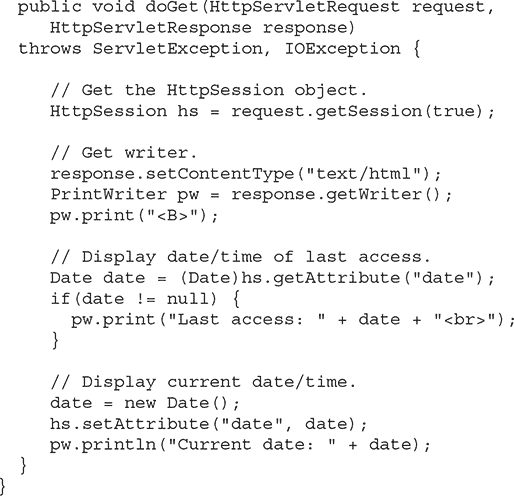 public void doGet(HttpServletRequest request,
HttpServletResponse response)
throws ServletException, IOException {
// Get the HttpSession object.
HttpSession hs = request.getSession(true);
// Get writer.
response.setContentType("text/html");
PrintWriter pw = response.getWriter();
pw.print("<B>");
// Display date/time of last access.
Date date = (Date)hs.getAttribute("date");
if(date != null) {
pw.print("Last access: " + date + "<br>");
}
// Display current date/time.
date = new Date();
hs.setAttribute("date", date);
pw.println("Current date: " + date);
}
}